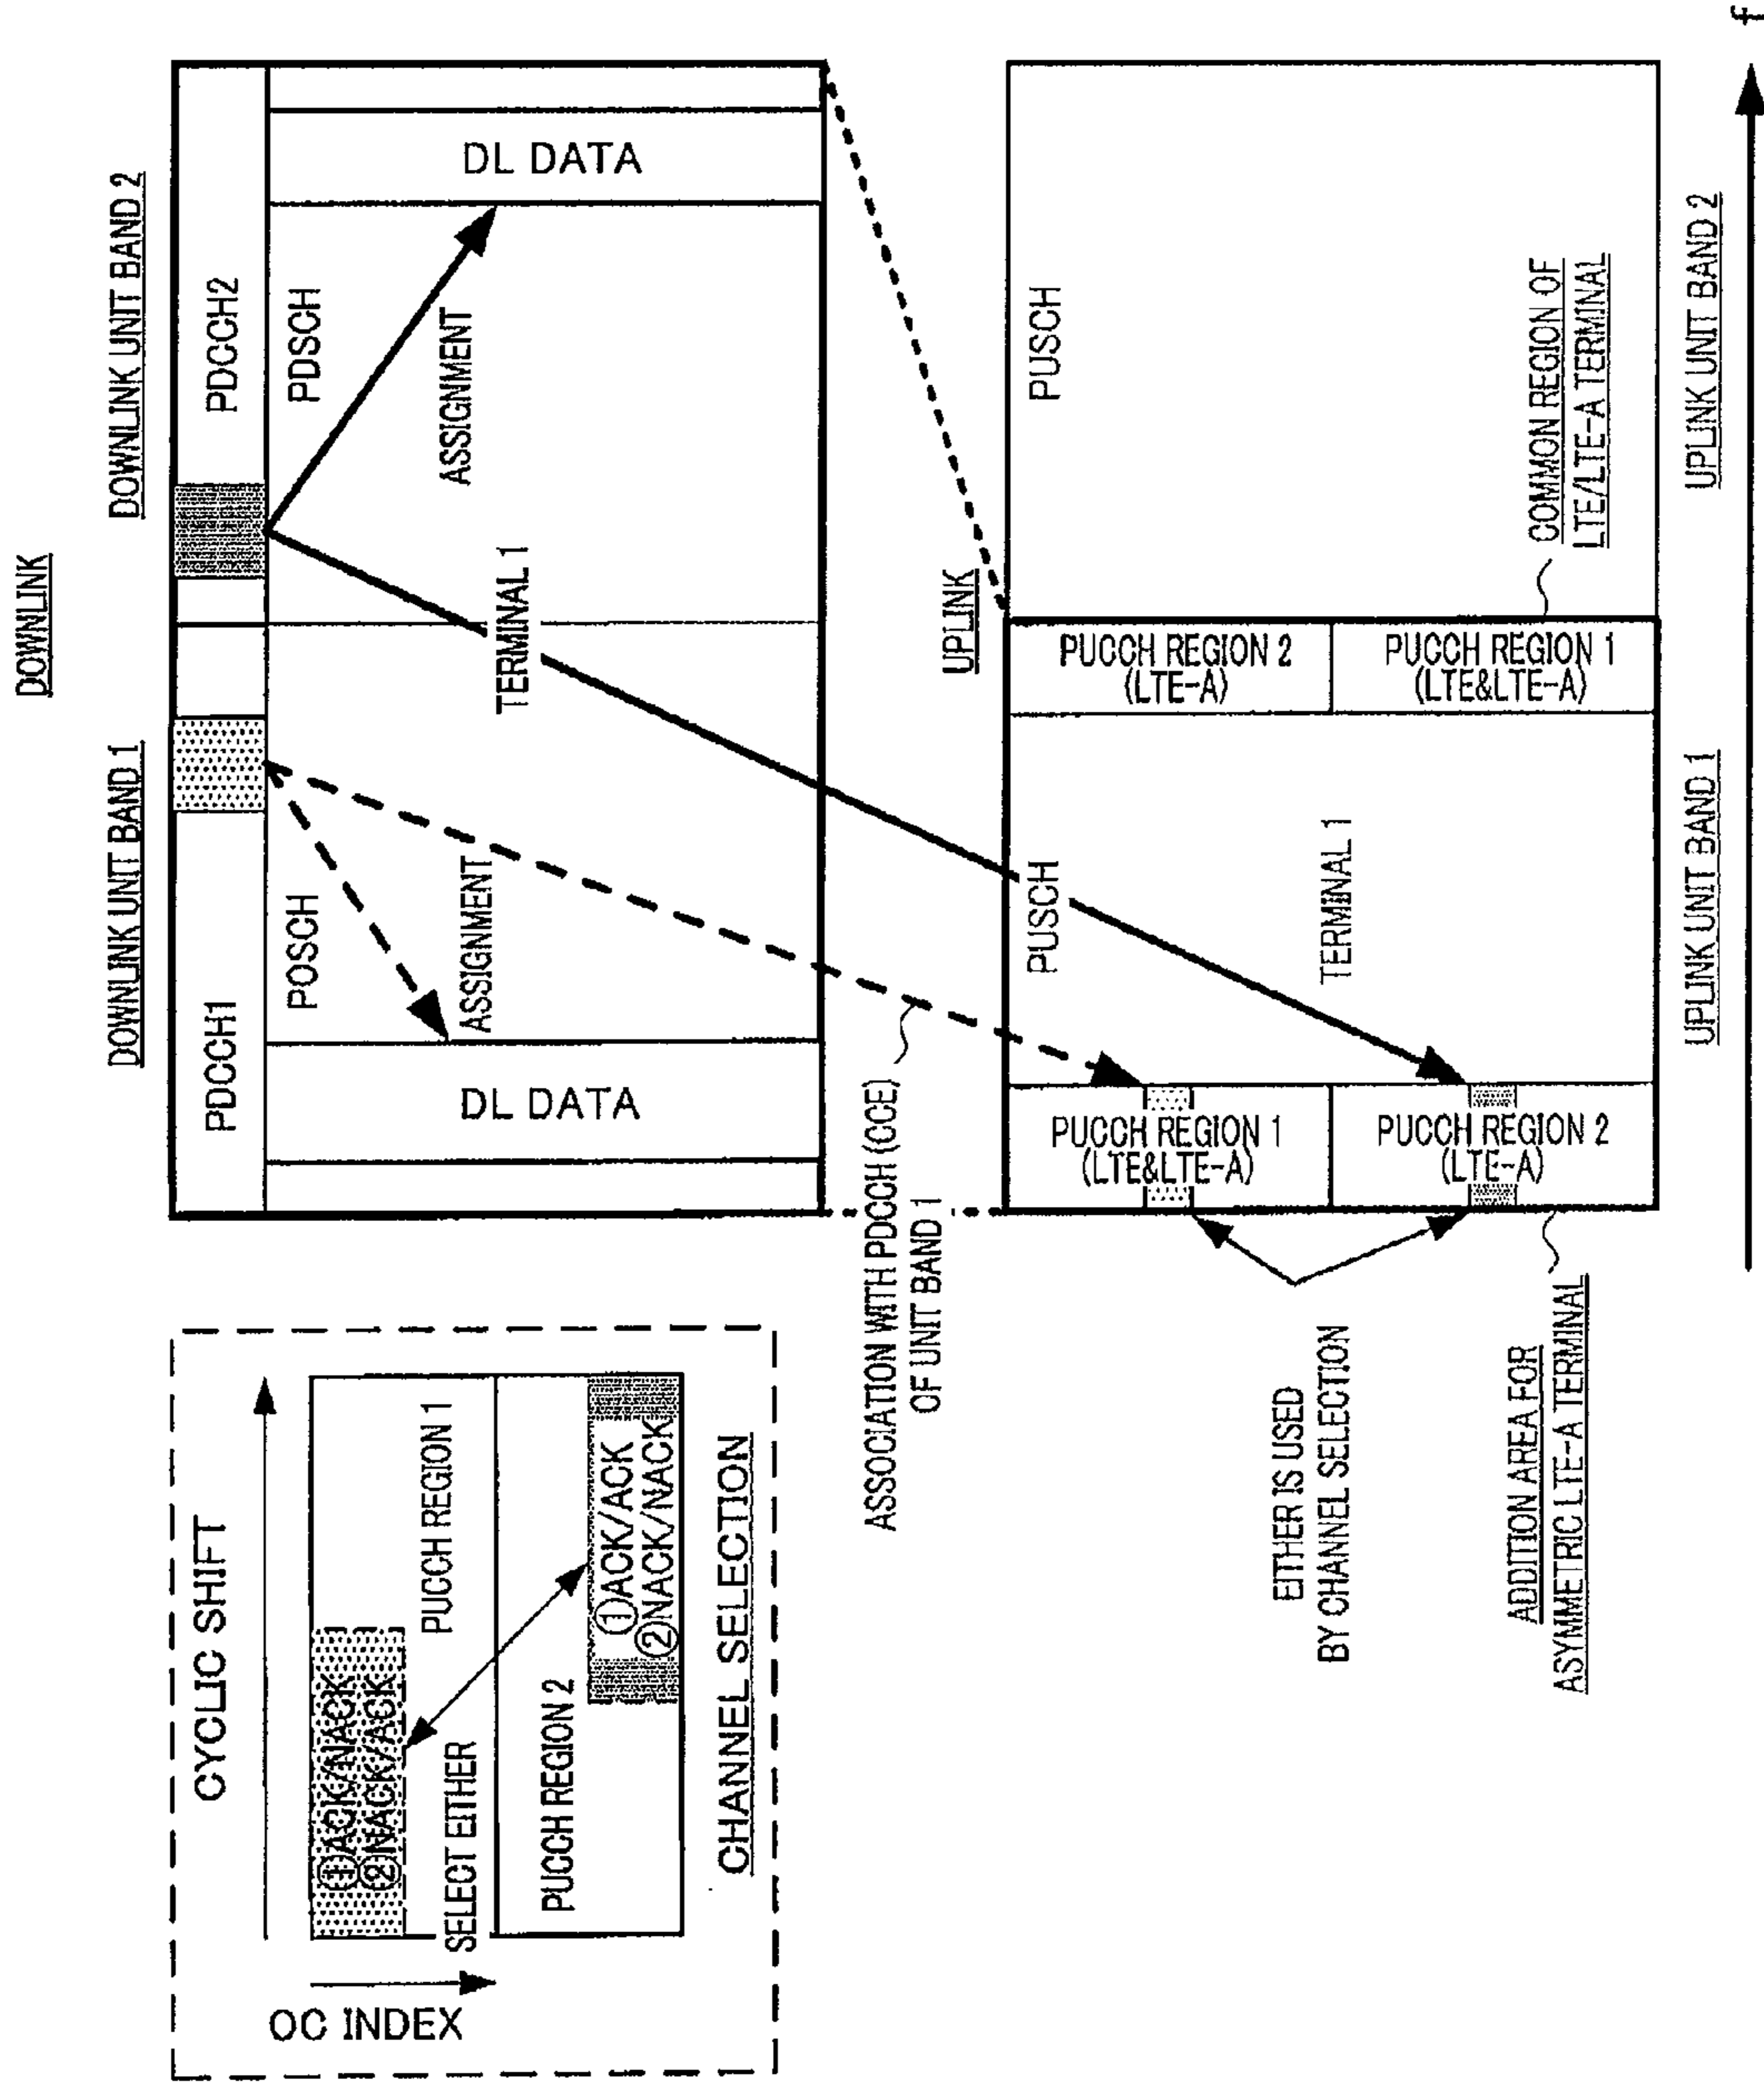 DOWNLINK
DOWNLINK UNIT BAND 1
DOWNLINK UNIT BAND 2
PDCCH1
PDCCH2
POSCH
PDSCH
ASSIGNMENT
ASSIGNMENT
DL DATA
DL DATA
TERMINAL 1
CYCLIC SHIFT
OC INDEX
①ACK/NACK
②NACK/ACK
PUCCH REGION 1
SELECT EITHER
PUCCH REGION 2
①ACK/ACK
②NACK/NACK
CHANNEL SELECTION
ASSOCIATION WITH PDCCH (CCE)
OF UNIT BAND 1
UPLINK
PUSCH
PUSCH
PUCCH REGION 1
(LTE&LTE-A)
PUCCH REGION 2
(LTE-A)
PUCCH REGION 2
(LTE-A)
PUCCH REGION 1
(LTE&LTE-A)
TERMINAL 1
EITHER IS USED
BY CHANNEL SELECTION
ADDITION AREA FOR
ASYMMETRIC LTE-A TERMINAL
COMMON REGION OF
LTE/LTE-A TERMINAL
UPLINK UNIT BAND 1
UPLINK UNIT BAND 2
f